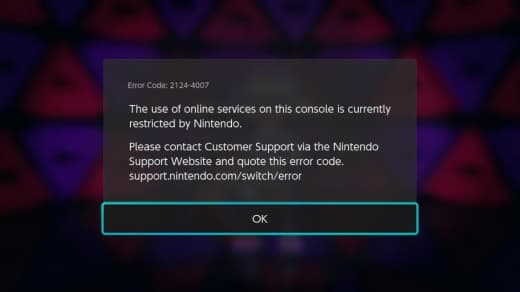 Error Code: 2124-4007
The use of online services on this console is currently
restricted by Nintendo.
Please contact Customer Support via the Nintendo
Support Website and quote this error code.
support.nintendo.com/switch/error
OK